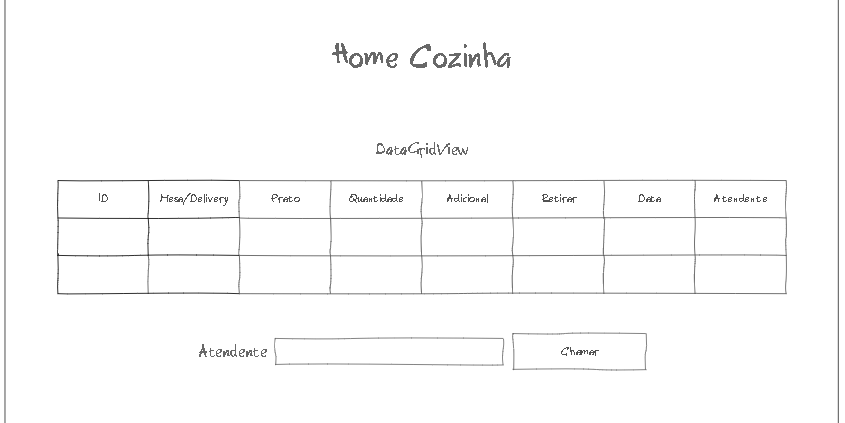 Home Cozinha
DataGridView
ID Mesa/Delivery Prato Quantidade Adicional Retirar Data Atendente
Atendente Chamar